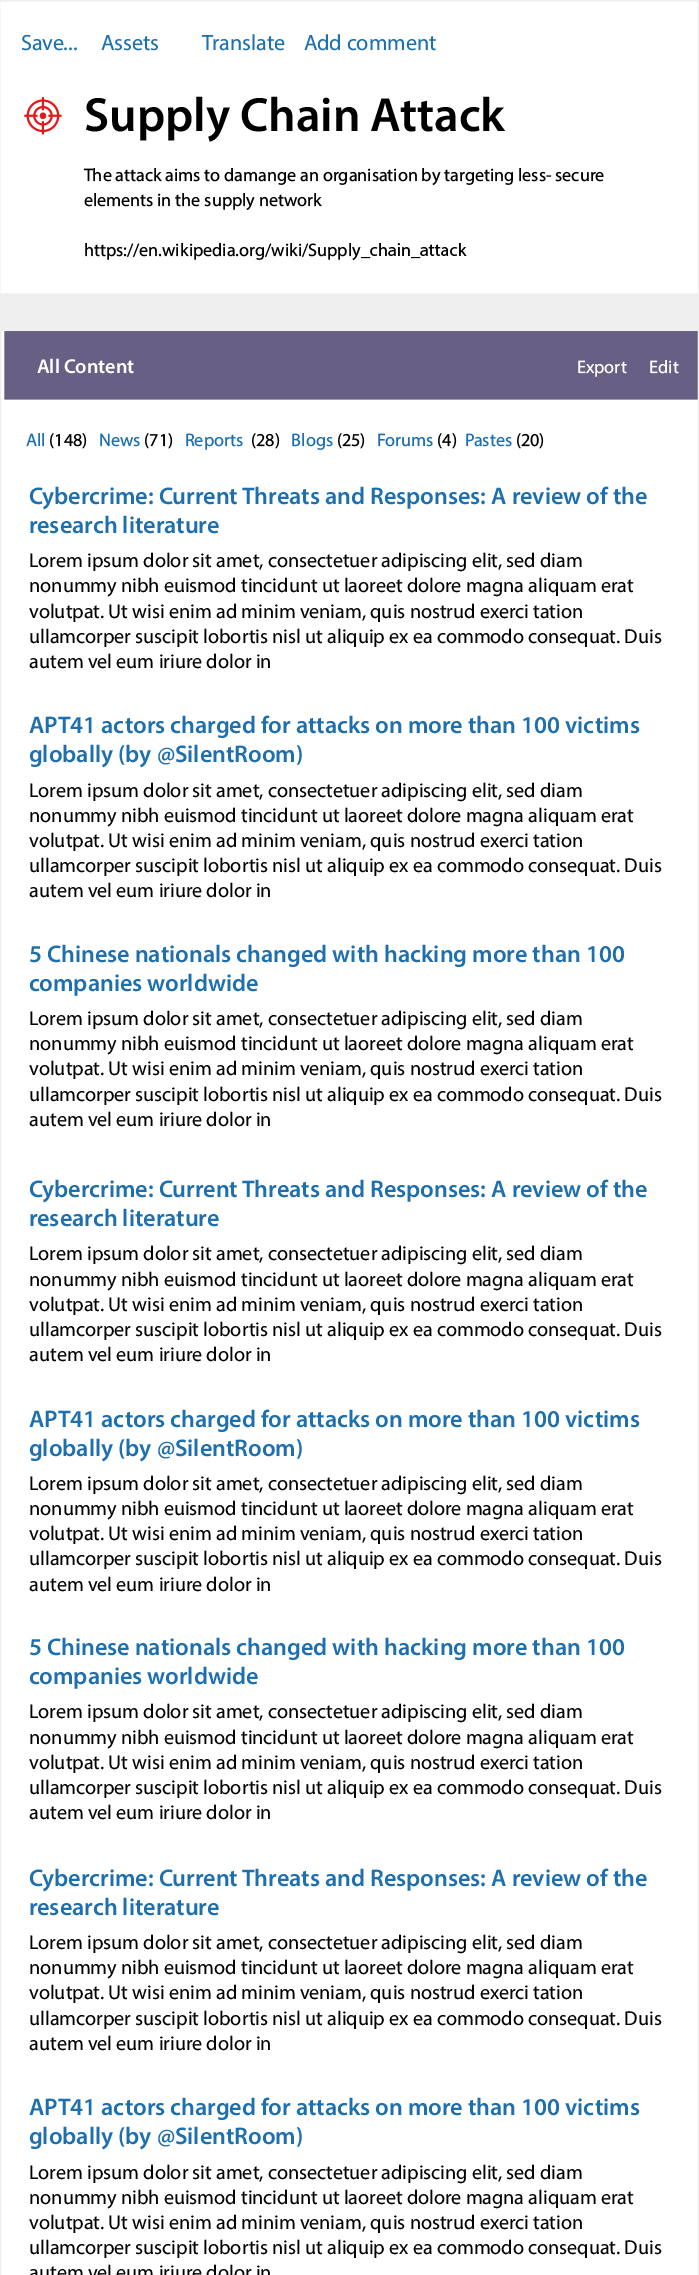 Save... Assets Translate Add comment
Supply Chain Attack
The attack aims to damange an organisation by targeting less- secure
elements in the supply network
https://en.wikipedia.org/wiki/Supply_chain_attack
All Content Export Edit
All (148) News (71) Reports (28) Blogs (25) Forums (4) Pastes (20)
Cybercrime: Current Threats and Responses: A review of the
research literature
Lorem ipsum dolor sit amet, consectetuer adipiscing elit, sed diam
nonummy nibh euismod tincidunt ut laoreet dolore magna aliquam erat
volutpat. Ut wisi enim ad minim veniam, quis nostrud exerci tation
ullamcorper suscipit lobortis nisl ut aliquip ex ea commodo consequat. Duis
autem vel eum iriure dolor in
APT41 actors charged for attacks on more than 100 victims
globally (by @SilentRoom)
Lorem ipsum dolor sit amet, consectetuer adipiscing elit, sed diam
nonummy nibh euismod tincidunt ut laoreet dolore magna aliquam erat
volutpat. Ut wisi enim ad minim veniam, quis nostrud exerci tation
ullamcorper suscipit lobortis nisl ut aliquip ex ea commodo consequat. Duis
autem vel eum iriure dolor in
5 Chinese nationals changed with hacking more than 100
companies worldwide
Lorem ipsum dolor sit amet, consectetuer adipiscing elit, sed diam
nonummy nibh euismod tincidunt ut laoreet dolore magna aliquam erat
volutpat. Ut wisi enim ad minim veniam, quis nostrud exerci tation
ullamcorper suscipit lobortis nisl ut aliquip ex ea commodo consequat. Duis
autem vel eum iriure dolor in
Cybercrime: Current Threats and Responses: A review of the
research literature
Lorem ipsum dolor sit amet, consectetuer adipiscing elit, sed diam
nonummy nibh euismod tincidunt ut laoreet dolore magna aliquam erat
volutpat. Ut wisi enim ad minim veniam, quis nostrud exerci tation
ullamcorper suscipit lobortis nisl ut aliquip ex ea commodo consequat. Duis
autem vel eum iriure dolor in
APT41 actors charged for attacks on more than 100 victims
globally (by @SilentRoom)
Lorem ipsum dolor sit amet, consectetuer adipiscing elit, sed diam
nonummy nibh euismod tincidunt ut laoreet dolore magna aliquam erat
volutpat. Ut wisi enim ad minim veniam, quis nostrud exerci tation
ullamcorper suscipit lobortis nisl ut aliquip ex ea commodo consequat. Duis
autem vel eum iriure dolor in
5 Chinese nationals changed with hacking more than 100
companies worldwide
Lorem ipsum dolor sit amet, consectetuer adipiscing elit, sed diam
nonummy nibh euismod tincidunt ut laoreet dolore magna aliquam erat
volutpat. Ut wisi enim ad minim veniam, quis nostrud exerci tation
ullamcorper suscipit lobortis nisl ut aliquip ex ea commodo consequat. Duis
autem vel eum iriure dolor in
Cybercrime: Current Threats and Responses: A review of the
research literature
Lorem ipsum dolor sit amet, consectetuer adipiscing elit, sed diam
nonummy nibh euismod tincidunt ut laoreet dolore magna aliquam erat
volutpat. Ut wisi enim ad minim veniam, quis nostrud exerci tation
ullamcorper suscipit lobortis nisl ut aliquip ex ea commodo consequat. Duis
autem vel eum iriure dolor in
APT41 actors charged for attacks on more than 100 victims
globally (by @SilentRoom)
Lorem ipsum dolor sit amet, consectetuer adipiscing elit, sed diam
nonummy nibh euismod tincidunt ut laoreet dolore magna aliquam erat
volutpat. Ut wisi enim ad minim veniam, quis nostrud exerci tation
ullamcorper suscipit lobortis nisl ut aliquip ex ea commodo consequat. Duis
autem vel eum iriure dolor in